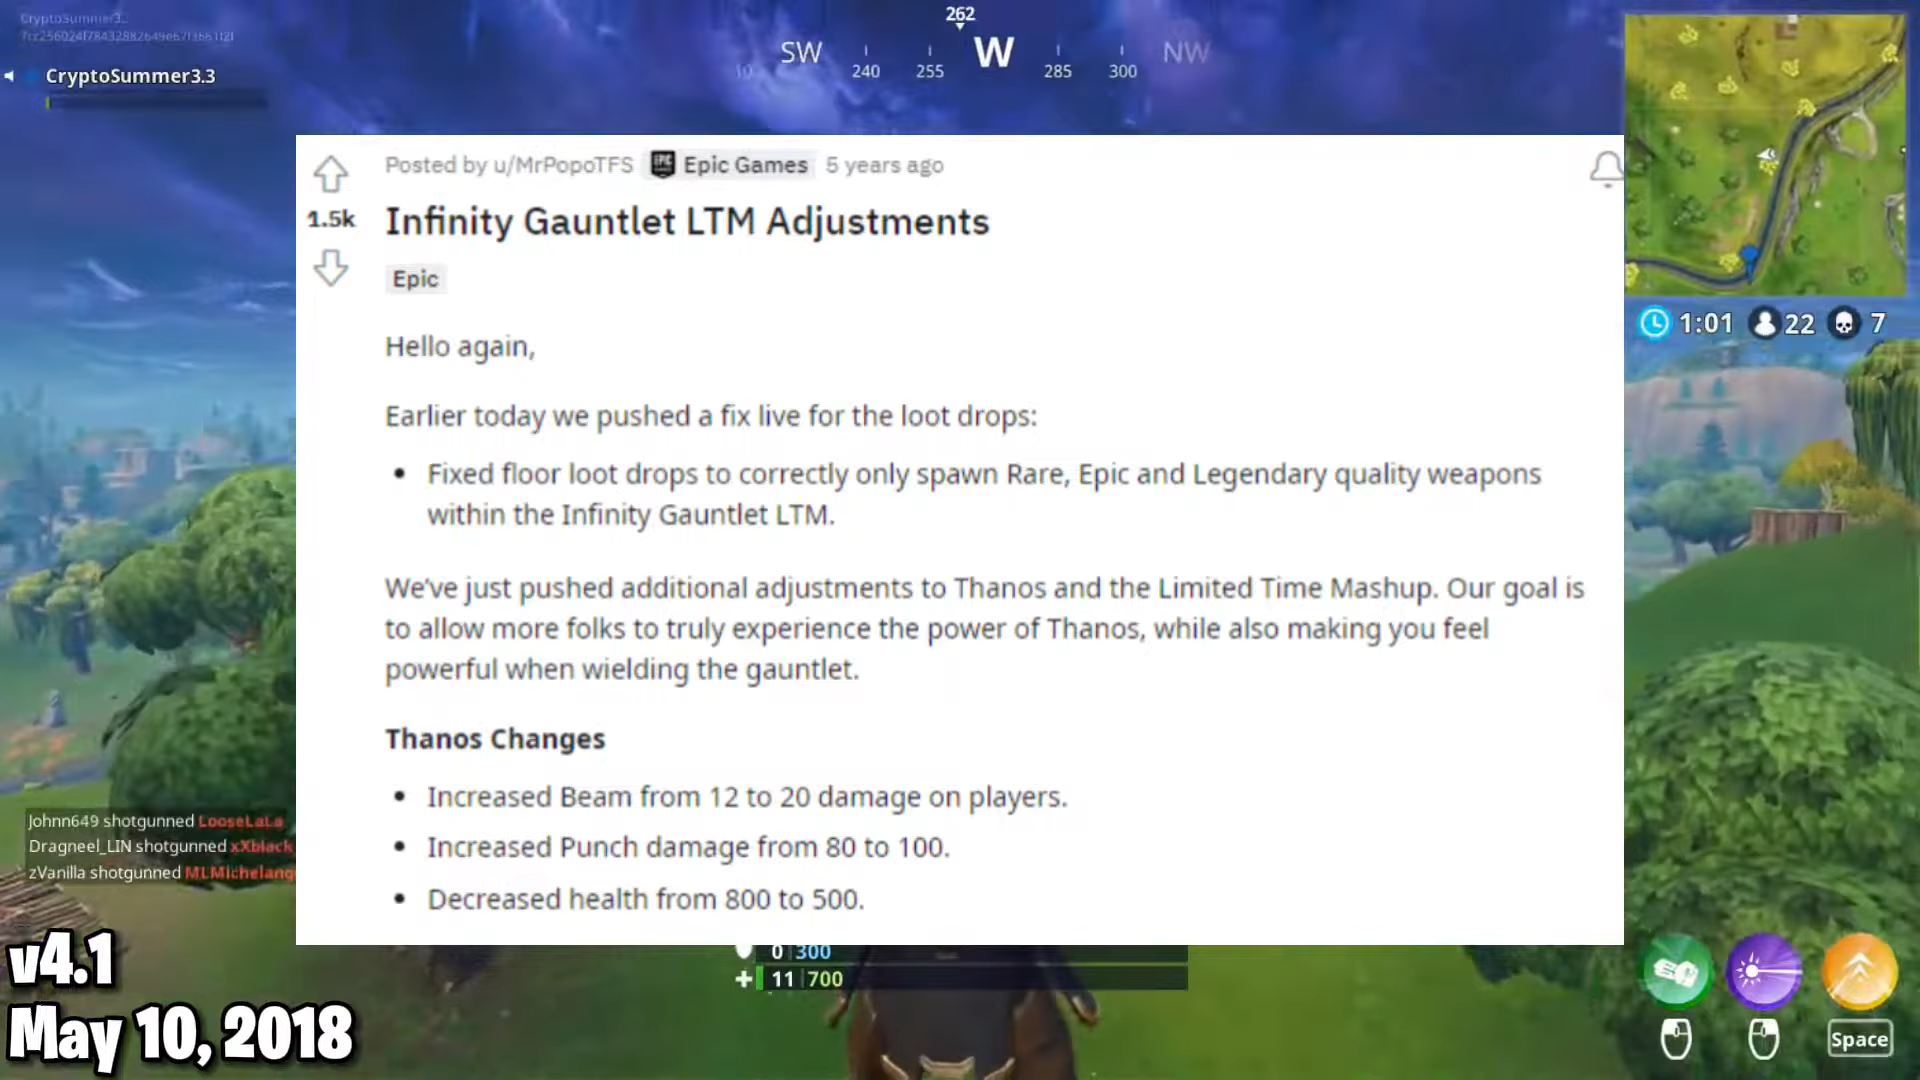 CryptoSummer3...
262
SW
W
NW
240
255
285
300
CryptoSummer3.3
Posted by u/MrPopoTFS
EPIC
Epic Games
5 years ago
1.5k
Infinity Gauntlet LTM Adjustments
Epic
1:01
22
7
Hello again,
Earlier today we pushed a fix live for the loot drops:
• Fixed floor loot drops to correctly only spawn Rare, Epic and Legendary quality weapons
within the Infinity Gauntlet LTM.
We've just pushed additional adjustments to Thanos and the Limited Time Mashup. Our goal is
to allow more folks to truly experience the power of Thanos, while also making you feel
powerful when wielding the gauntlet.
Thanos Changes
• Increased Beam from 12 to 20 damage on players.
• Increased Punch damage from 80 to 100.
• Decreased health from 800 to 500.
Johnn649 shotgunned LooseLaLa
Dragneel_LIN shotgunned xXblack
zVanilla shotgunned MLMichelang
0 | 300
11 | 700
v4.1
May 10, 2018
Space